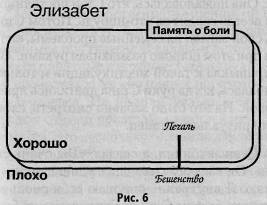 Элизабет
Память о боли
Хорошо
Печаль
Плохо
Бешенство
Рис. 6